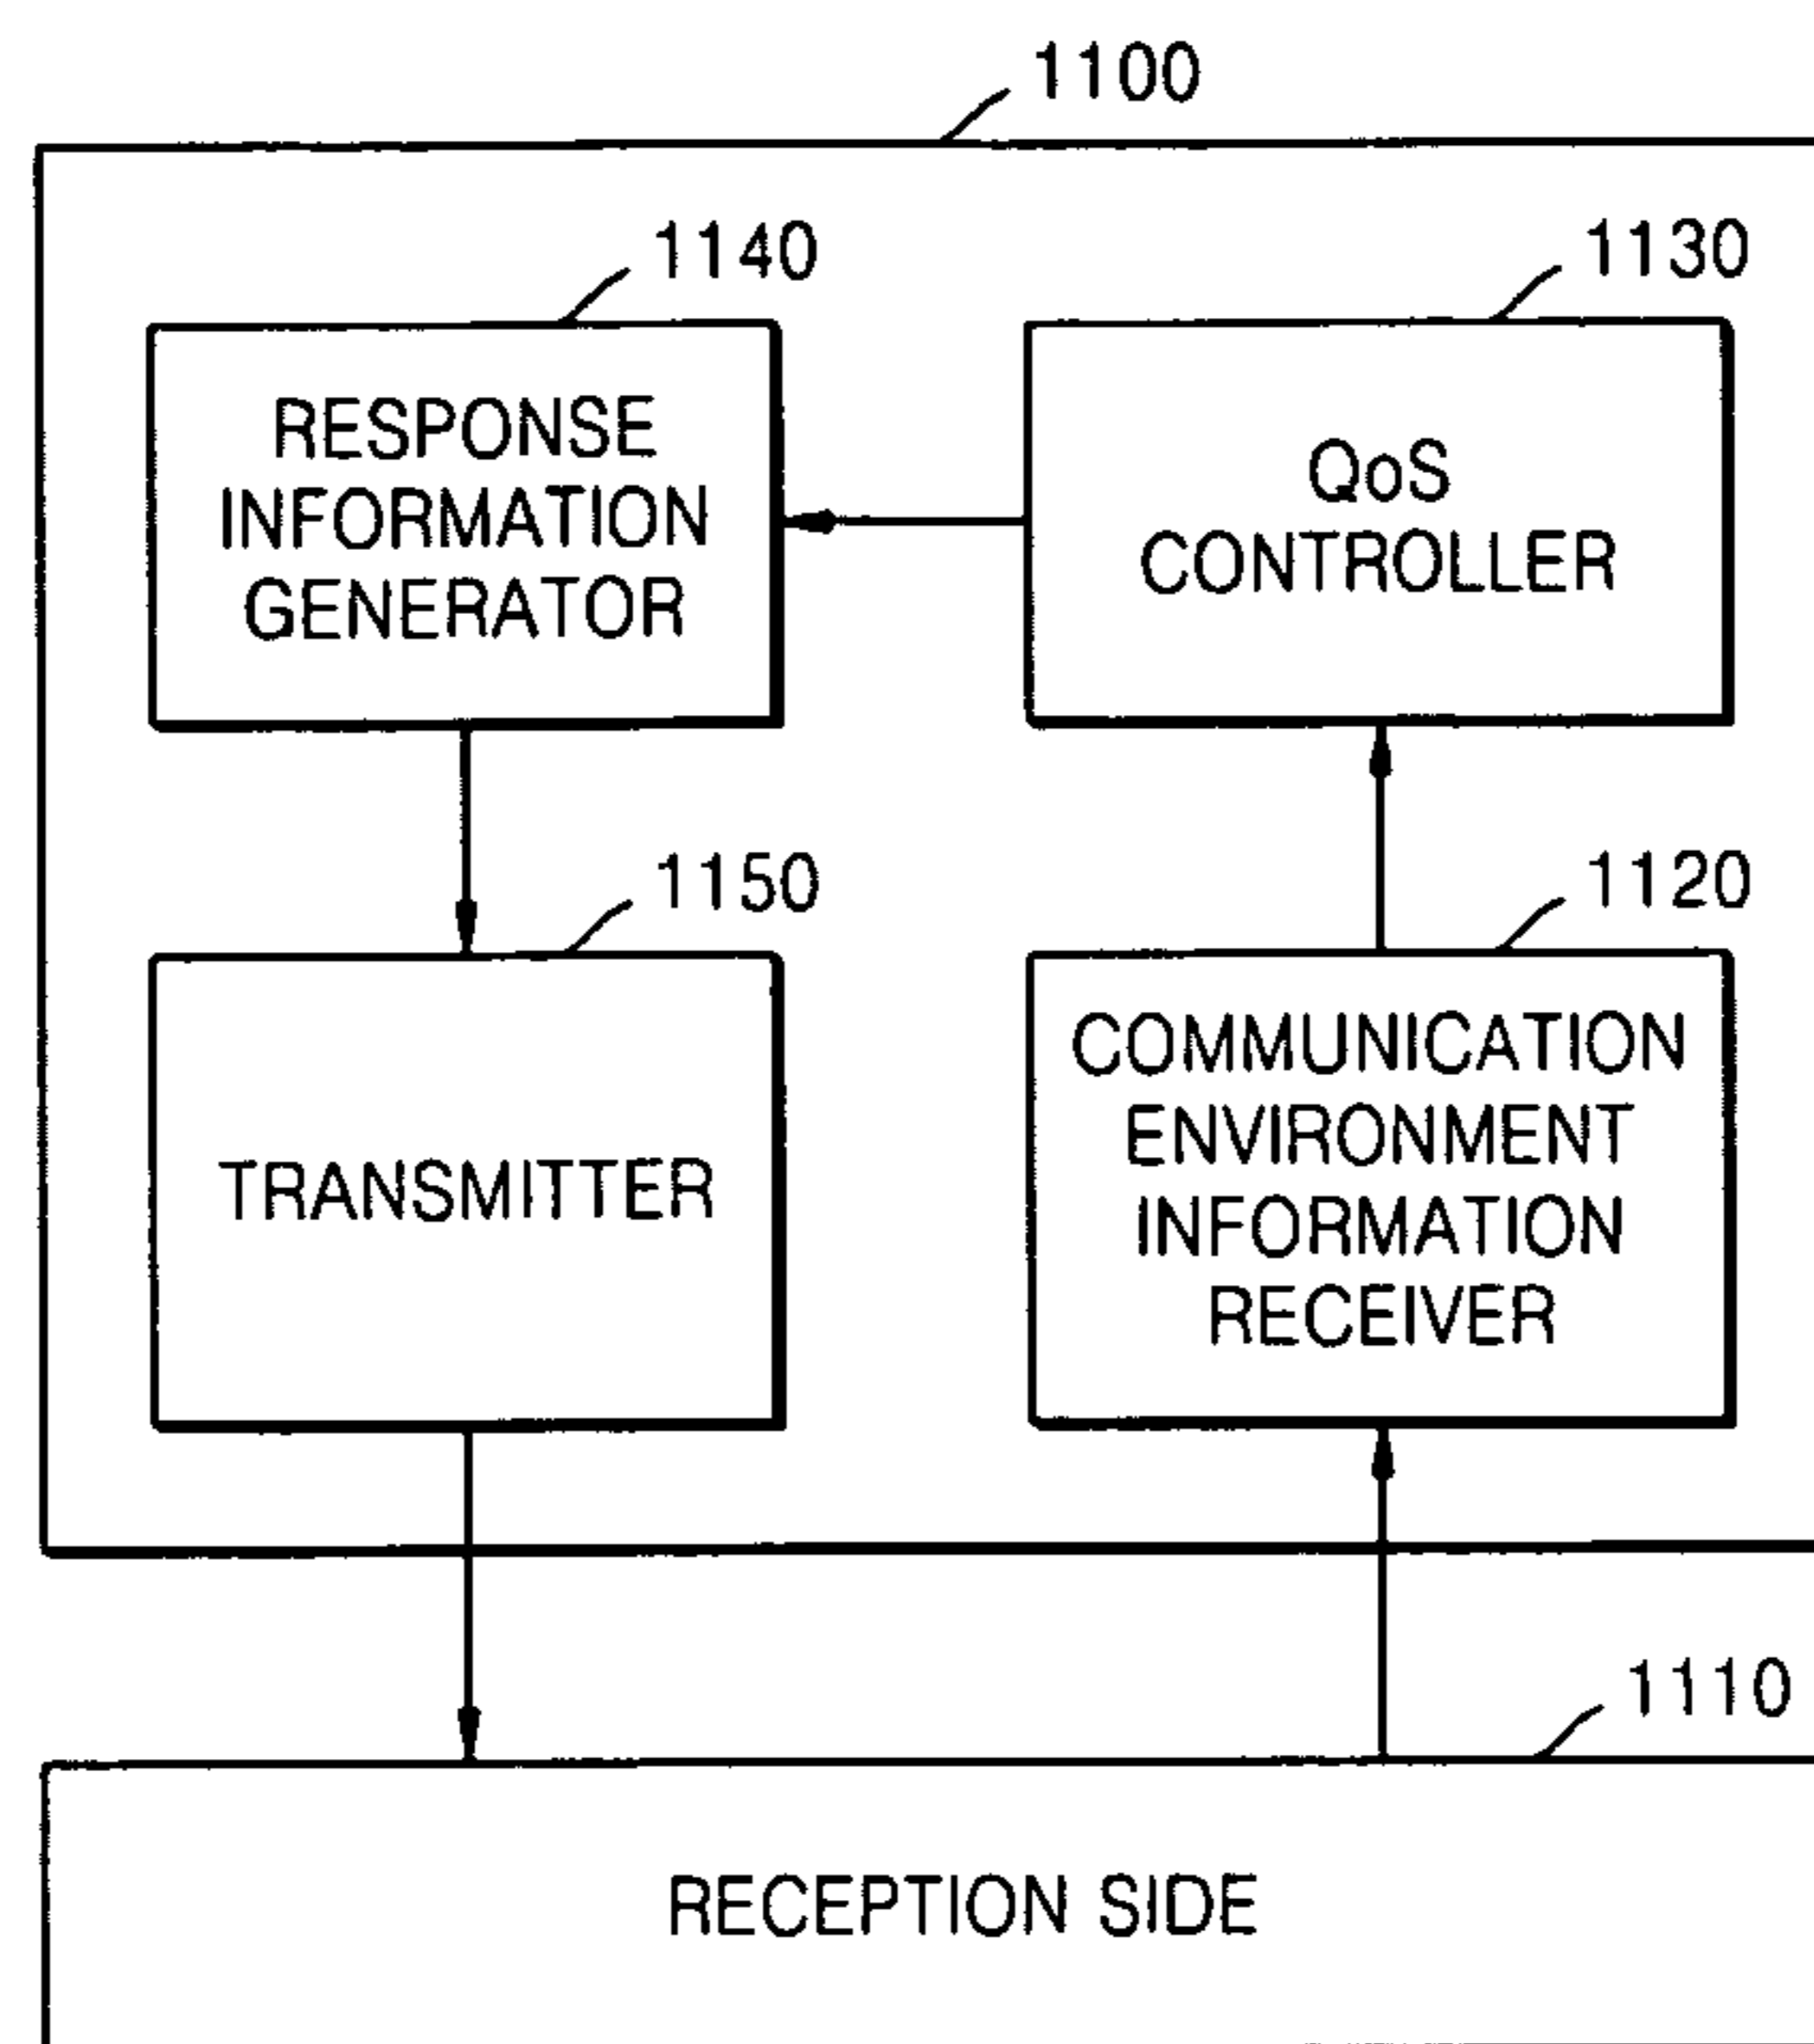 1100
1140
1130
RESPONSE
INFORMATION
GENERATOR
QoS
CONTROLLER
1150
1120
TRANSMITTER
COMMUNICATION
ENVIRONMENT
INFORMATION
RECEIVER
1110
RECEPTION SIDE